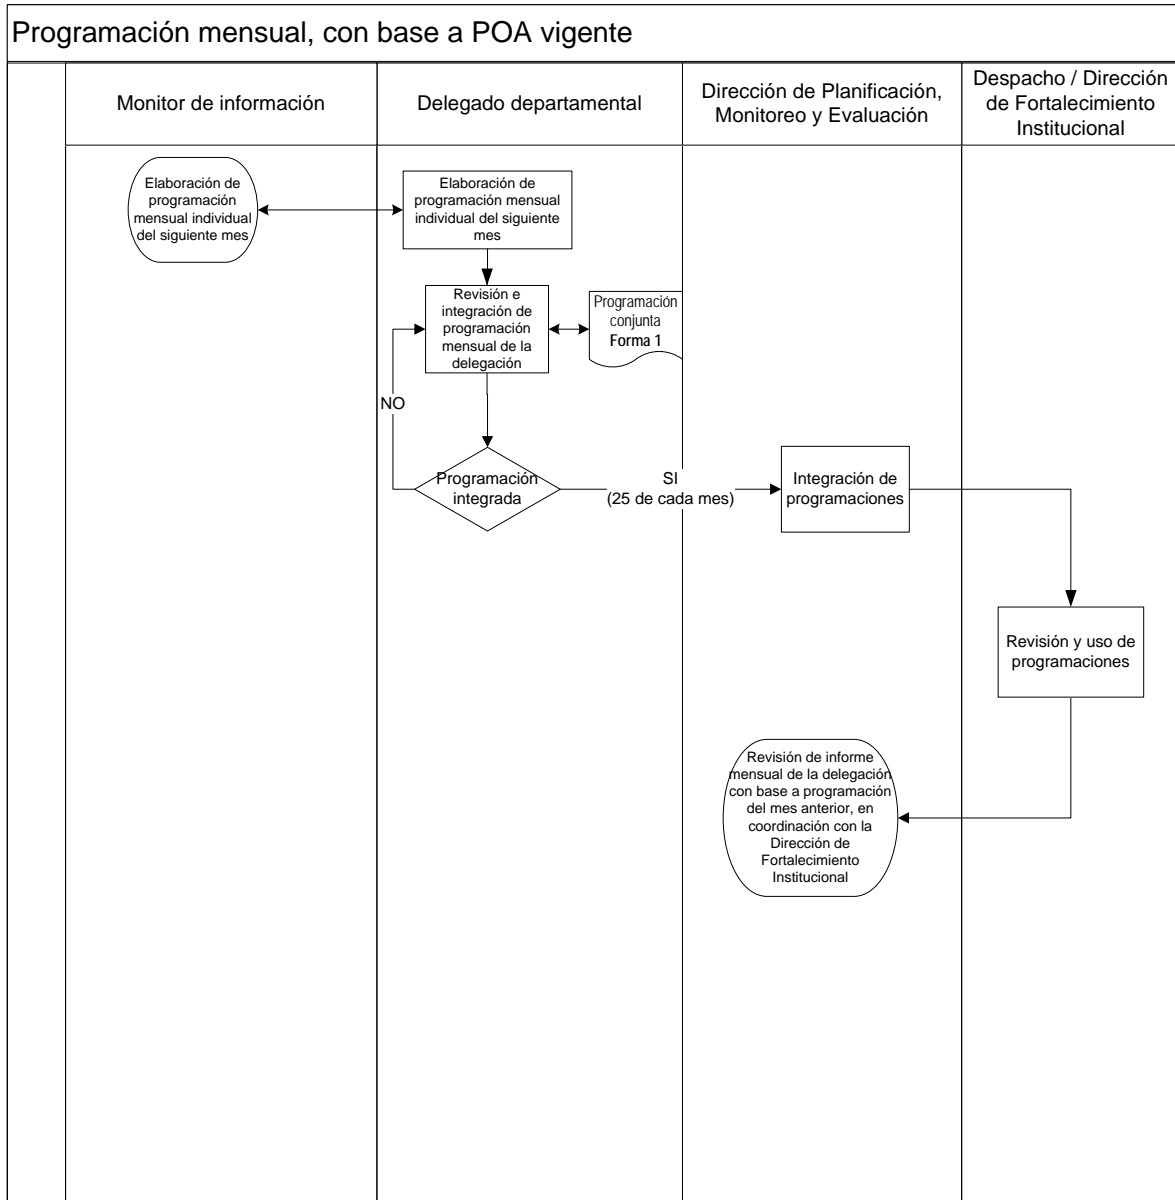 Programación mensual, con base a POA vigente
Monitor de información
Delegado departamental
Dirección de Planificación,
Monitoreo y Evaluación
Despacho / Dirección
de Fortalecimiento
Institucional
Elaboración de
programación
mensual individual
del siguiente mes
Elaboración de
programación mensual
individual del siguiente
mes
Revisión e
integración de
programación
mensual de la
delegación
Programación
conjunta
Forma 1
NO
Programación
integrada
SI
(25 de cada mes)
Integración de
programaciones
Revisión y uso de
programaciones
Revisión de informe
mensual de la delegación
con base a programación
del mes anterior, en
coordinación con la
Dirección de
Fortalecimiento
Institucional